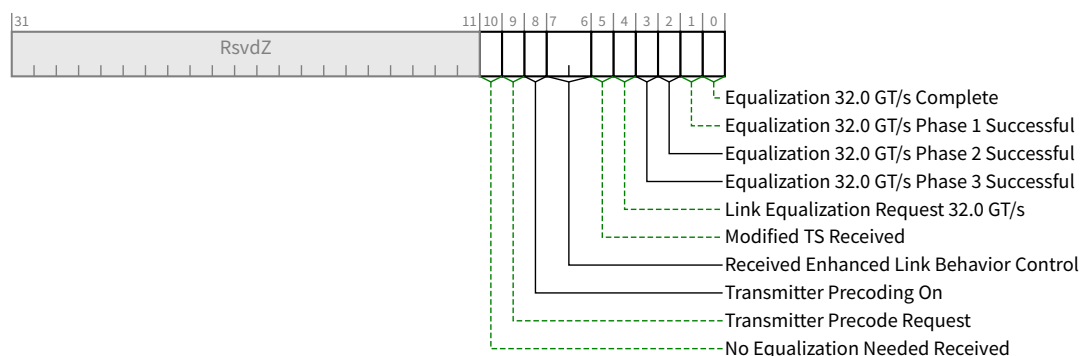 31 11 10 9 8 7 6 5 4 3 2 1 0
RsvdZ
Equalization 32.0 GT/s Complete
Equalization 32.0 GT/s Phase 1 Successful
Equalization 32.0 GT/s Phase 2 Successful
Equalization 32.0 GT/s Phase 3 Successful
Link Equalization Request 32.0 GT/s
Modified TS Received
Received Enhanced Link Behavior Control
Transmitter Precoding On
Transmitter Precode Request
No Equalization Needed Received